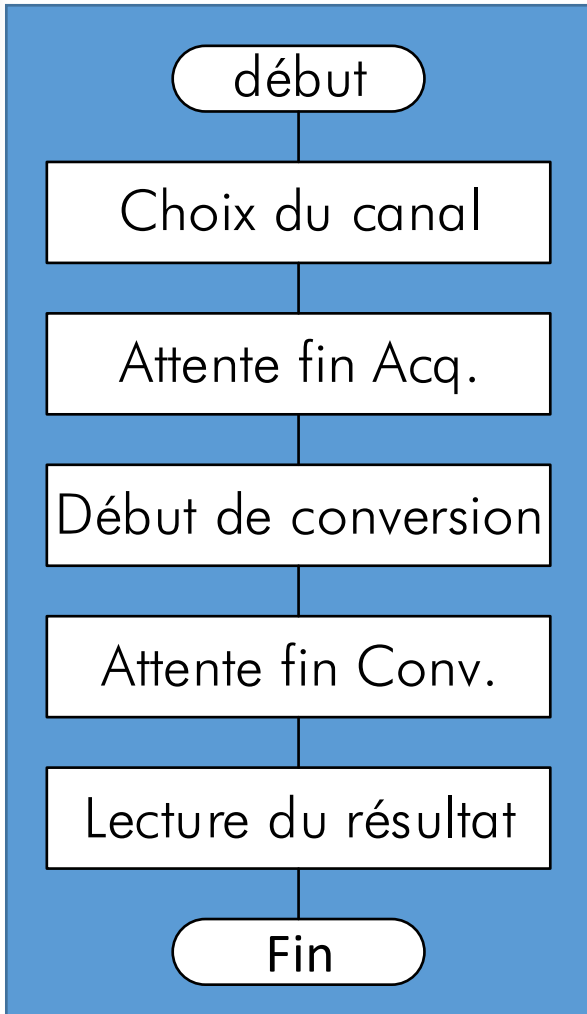 début
Choix du canal
Attente fin Acq.
Début de conversion
Attente fin Conv.
Lecture du résultat
Fin